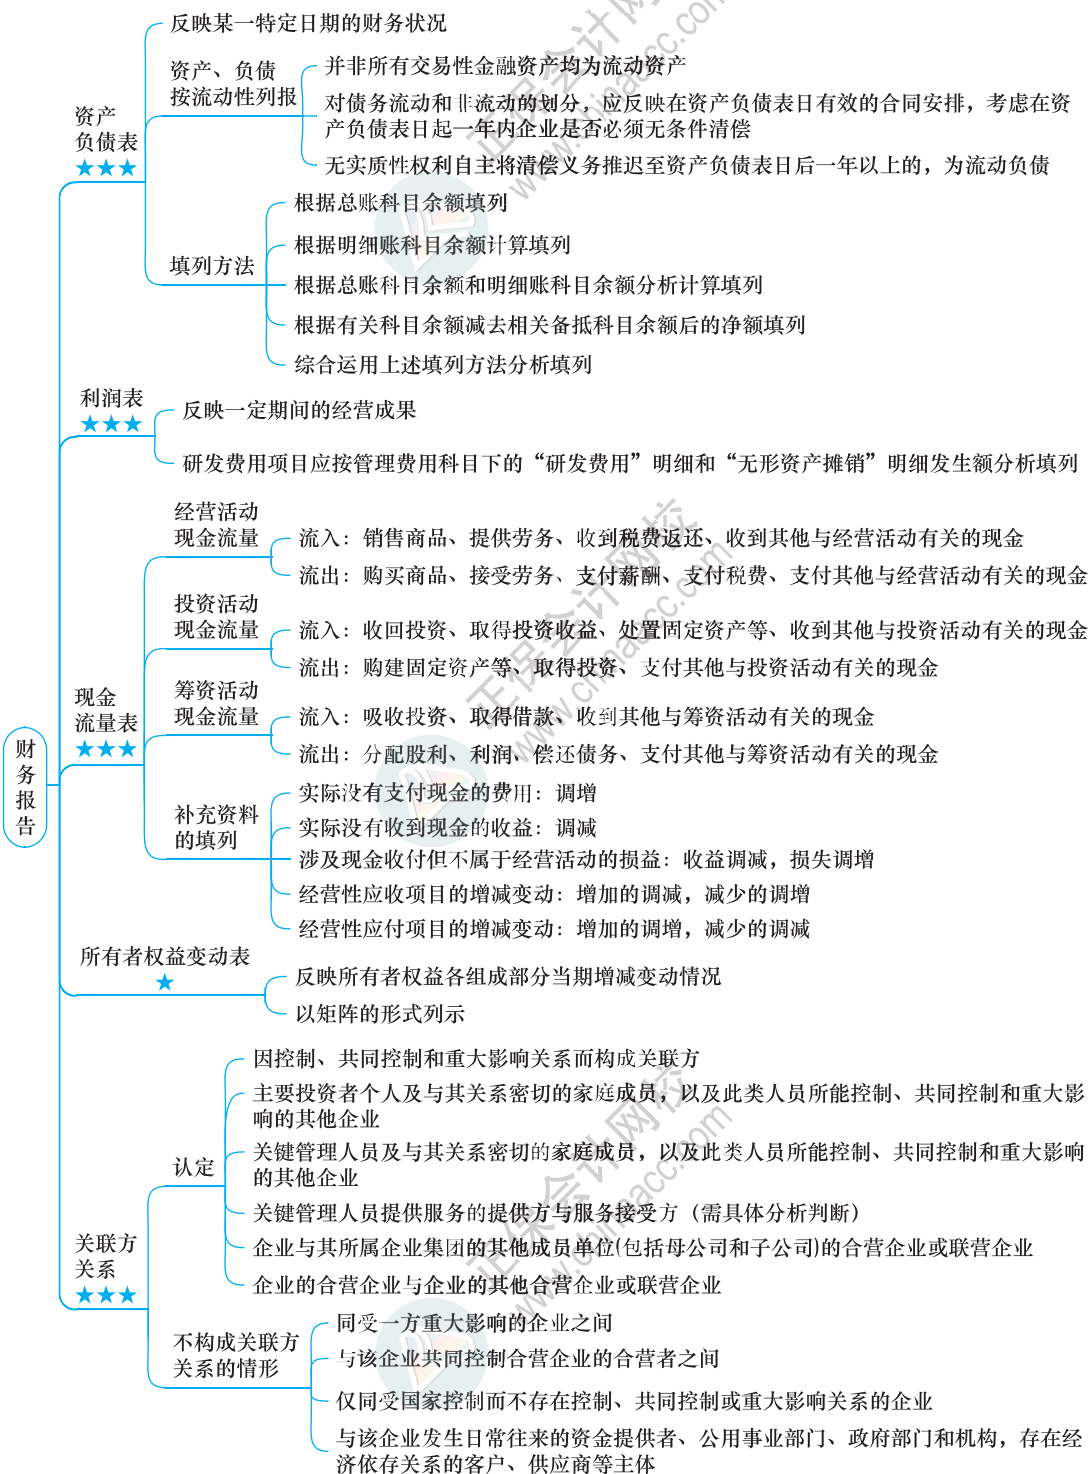 财务报告
资产
负债表
★★★
反映某一特定日期的财务状况
资产、负债
按流动性列报
并非所有交易性金融资产均为流动资产
对债务流动和非流动的划分，应反映在资产负债表日有效的合同安排，考虑在资
产负债表日起一年内企业是否必须无条件清偿
无实质性权利自主将清偿义务推迟至资产负债表日后一年以上的，为流动负债
填列方法
根据总账科目余额填列
根据明细账科目余额计算填列
根据总账科目余额和明细账科目余额分析计算填列
根据有关科目余额减去相关备抵科目余额后的净额填列
综合运用上述填列方法分析填列
利润表
★★★
反映一定期间的经营成果
研发费用项目应按管理费用科目下的“研发费用”明细和“无形资产摊销”明细发生额分析填列
现金
流量表
★★★
经营活动
现金流量
流入：销售商品、提供劳务、收到税费返还、收到其他与经营活动有关的现金
流出：购买商品、接受劳务、支付薪酬、支付税费、支付其他与经营活动有关的现金
投资活动
现金流量
流入：收回投资、取得投资收益、处置固定资产等、收到其他与投资活动有关的现金
流出：购建固定资产等、取得投资、支付其他与投资活动有关的现金
筹资活动
现金流量
流入：吸收投资、取得借款、收到其他与筹资活动有关的现金
流出：分配股利、利润、偿还债务、支付其他与筹资活动有关的现金
补充资料
的填列
实际没有支付现金的费用：调增
实际没有收到现金的收益：调减
涉及现金收付但不属于经营活动的损益：收益调减，损失调增
经营性应收项目的增减变动：增加的调减，减少的调增
经营性应付项目的增减变动：增加的调增，减少的调减
所有者权益变动表
★
反映所有者权益各组成部分当期增减变动情况
以矩阵的形式列示
关联方
关系
★★★
认定
因控制、共同控制和重大影响关系而构成关联方
主要投资者个人及与其关系密切的家庭成员，以及此类人员所能控制、共同控制和重大影
响的其他企业
关键管理人员及与其关系密切的家庭成员，以及此类人员所能控制、共同控制和重大影响
的其他企业
关键管理人员提供服务的提供方与服务接受方（需具体分析判断）
企业与其所属企业集团的其他成员单位(包括母公司和子公司)的合营企业或联营企业
企业的合营企业与企业的其他合营企业或联营企业
不构成关联方
关系的情形
同受一方重大影响的企业之间
与该企业共同控制合营企业的合营者之间
仅同受国家控制而不存在控制、共同控制或重大影响关系的企业
与该企业发生日常往来的资金提供者、公用事业部门、政府部门和机构，存在经
济依存关系的客户、供应商等主体
正保会计网校
www.chinaacc.com
正保会计网校
www.chinaacc.com
正保会计网校
www.chinaacc.com